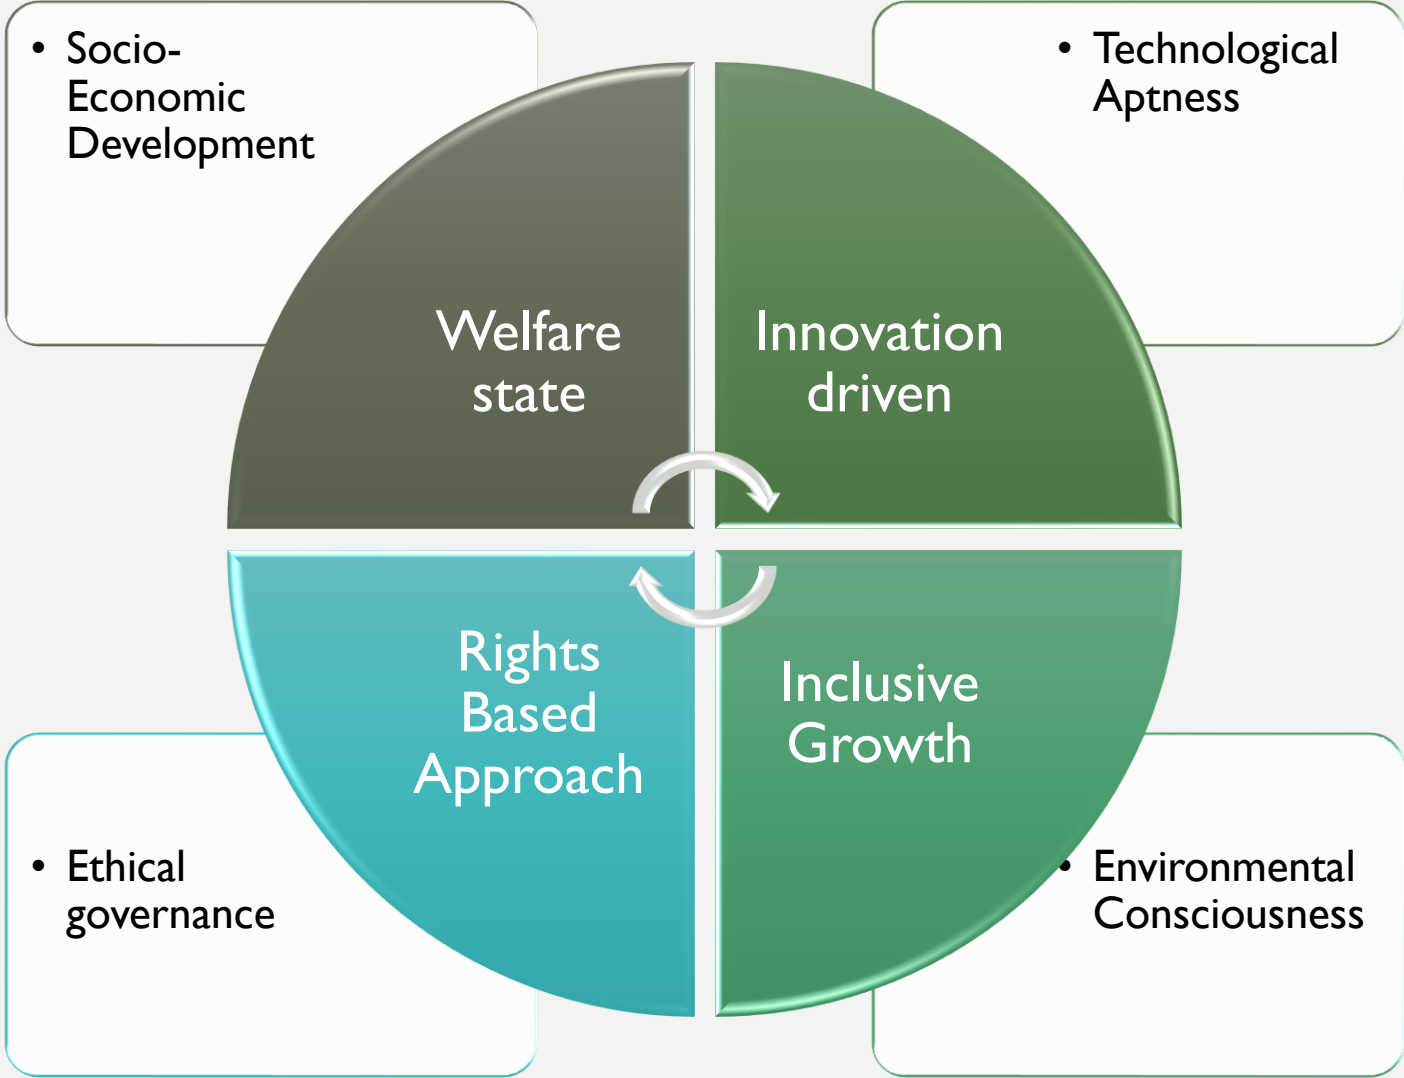 • Socio-
Economic
Development
• Technological
Aptness
Welfare
state
Innovation
driven
Rights
Based
Approach
Inclusive
Growth
• Ethical
governance
• Environmental
Consciousness